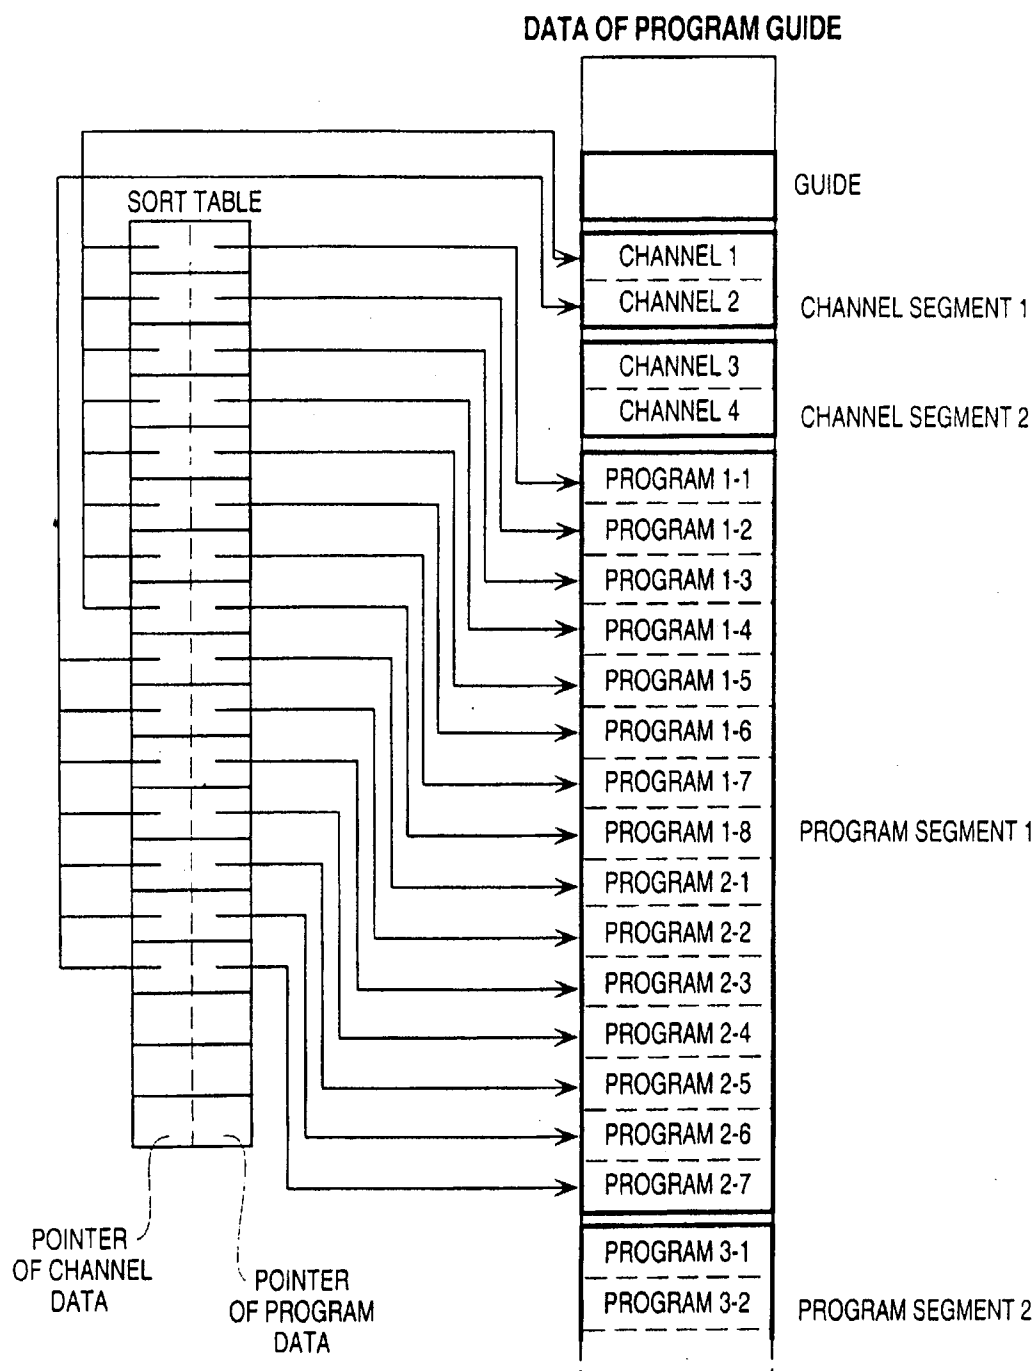 DATA OF PROGRAM GUIDE
GUIDE
SORT TABLE
CHANNEL 1
CHANNEL 2
CHANNEL SEGMENT 1
CHANNEL 3
CHANNEL 4
CHANNEL SEGMENT 2
PROGRAM 1-1
PROGRAM 1-2
PROGRAM 1-3
PROGRAM 1-4
PROGRAM 1-5
PROGRAM 1-6
PROGRAM 1-7
PROGRAM 1-8
PROGRAM SEGMENT 1
PROGRAM 2-1
PROGRAM 2-2
PROGRAM 2-3
PROGRAM 2-4
PROGRAM 2-5
PROGRAM 2-6
PROGRAM 2-7
POINTER
OF CHANNEL
DATA
POINTER
OF PROGRAM
DATA
PROGRAM 3-1
PROGRAM 3-2
PROGRAM SEGMENT 2